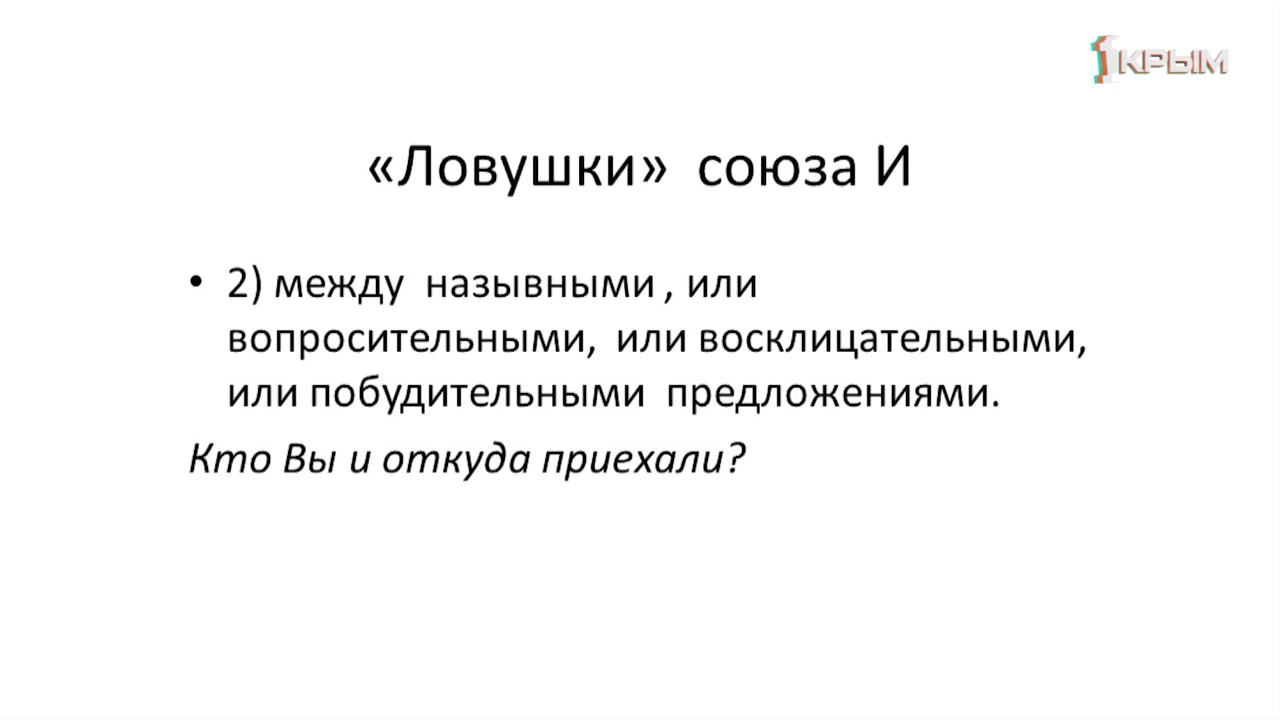 1КРЫМ
«Ловушки» союза И
• 2) между назывными , или
вопросительными, или восклицательными,
или побудительными предложениями.
Кто Вы и откуда приехали?